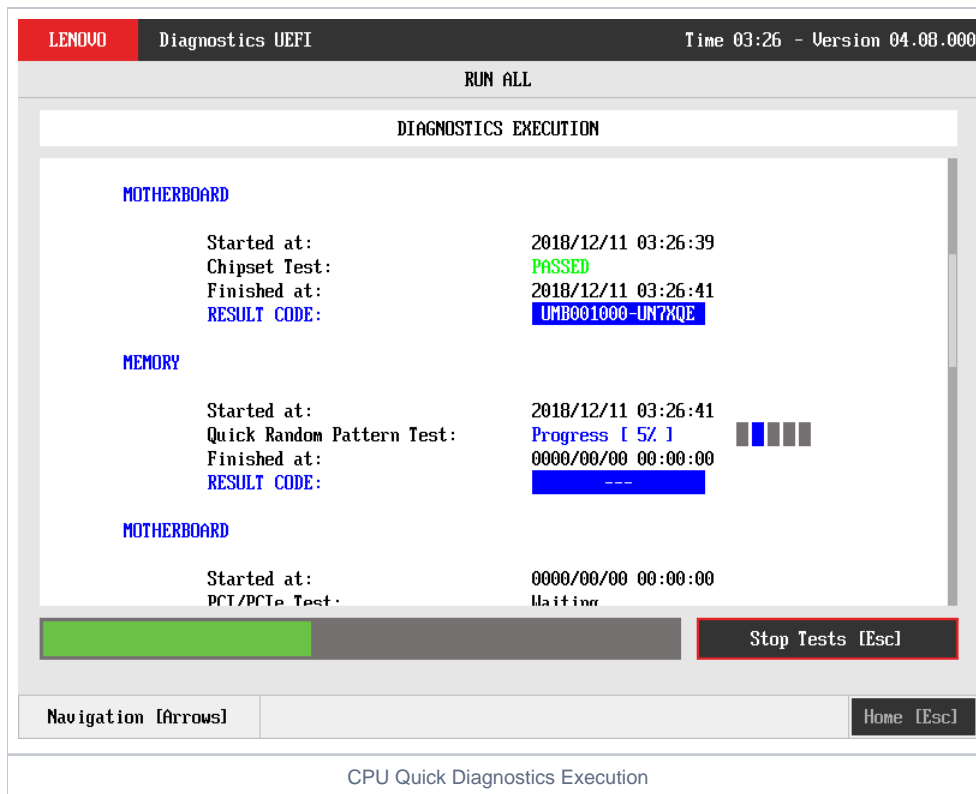 LENOVO Diagnostics UEFI Time 03:26 - Version 04.08.000
RUN ALL
DIAGNOSTICS EXECUTION
MOTHERBOARD
Started at: 2018/12/11 03:26:39
Chipset Test: PASSED
Finished at: 2018/12/11 03:26:41
RESULT CODE: UMB001000-UN7XQE
MEMORY
Started at: 2018/12/11 03:26:41
Quick Random Pattern Test: Progress [ 5% ]
Finished at: 0000/00/00 00:00:00
RESULT CODE: ---
MOTHERBOARD
Started at: 0000/00/00 00:00:00
PCI/PCIe Test: Waiting
Stop Tests [Esc]
Navigation [Arrows] Home [Esc]
CPU Quick Diagnostics Execution